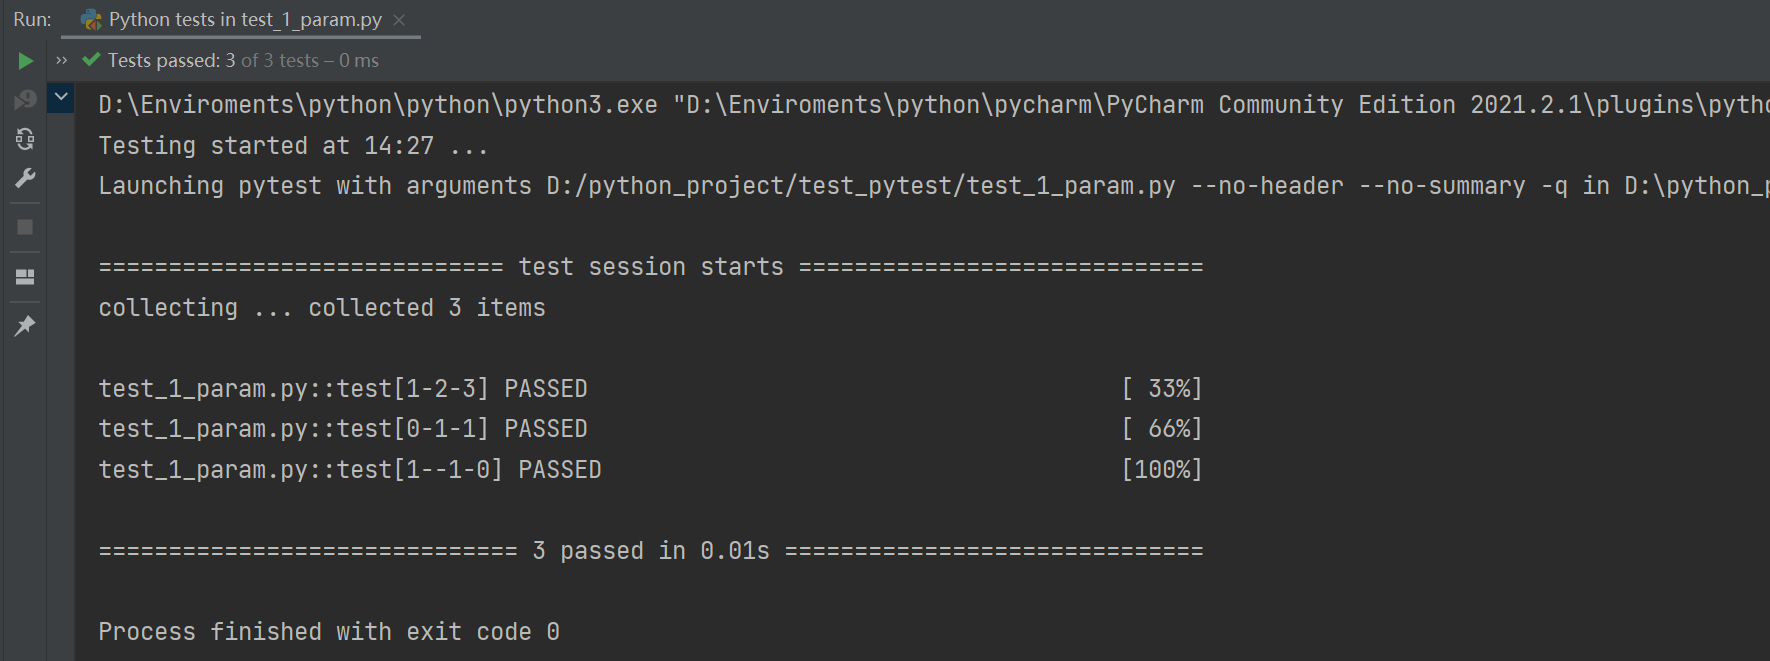 Run: Python tests in test_1_param.py
Tests passed: 3 of 3 tests – 0 ms
D:\Enviroments\python\python\python3.exe "D:\Enviroments\python\pycharm\PyCharm Community Edition 2021.2.1\plugins\pytho
Testing started at 14:27 ...
Launching pytest with arguments D:/python_project/test_pytest/test_1_param.py --no-header --no-summary -q in D:\python_p
============================= test session starts =============================
collecting ... collected 3 items
test_1_param.py::test[1-2-3] PASSED [ 33%]
test_1_param.py::test[0-1-1] PASSED [ 66%]
test_1_param.py::test[1--1-0] PASSED [100%]
============================== 3 passed in 0.01s ==============================
Process finished with exit code 0